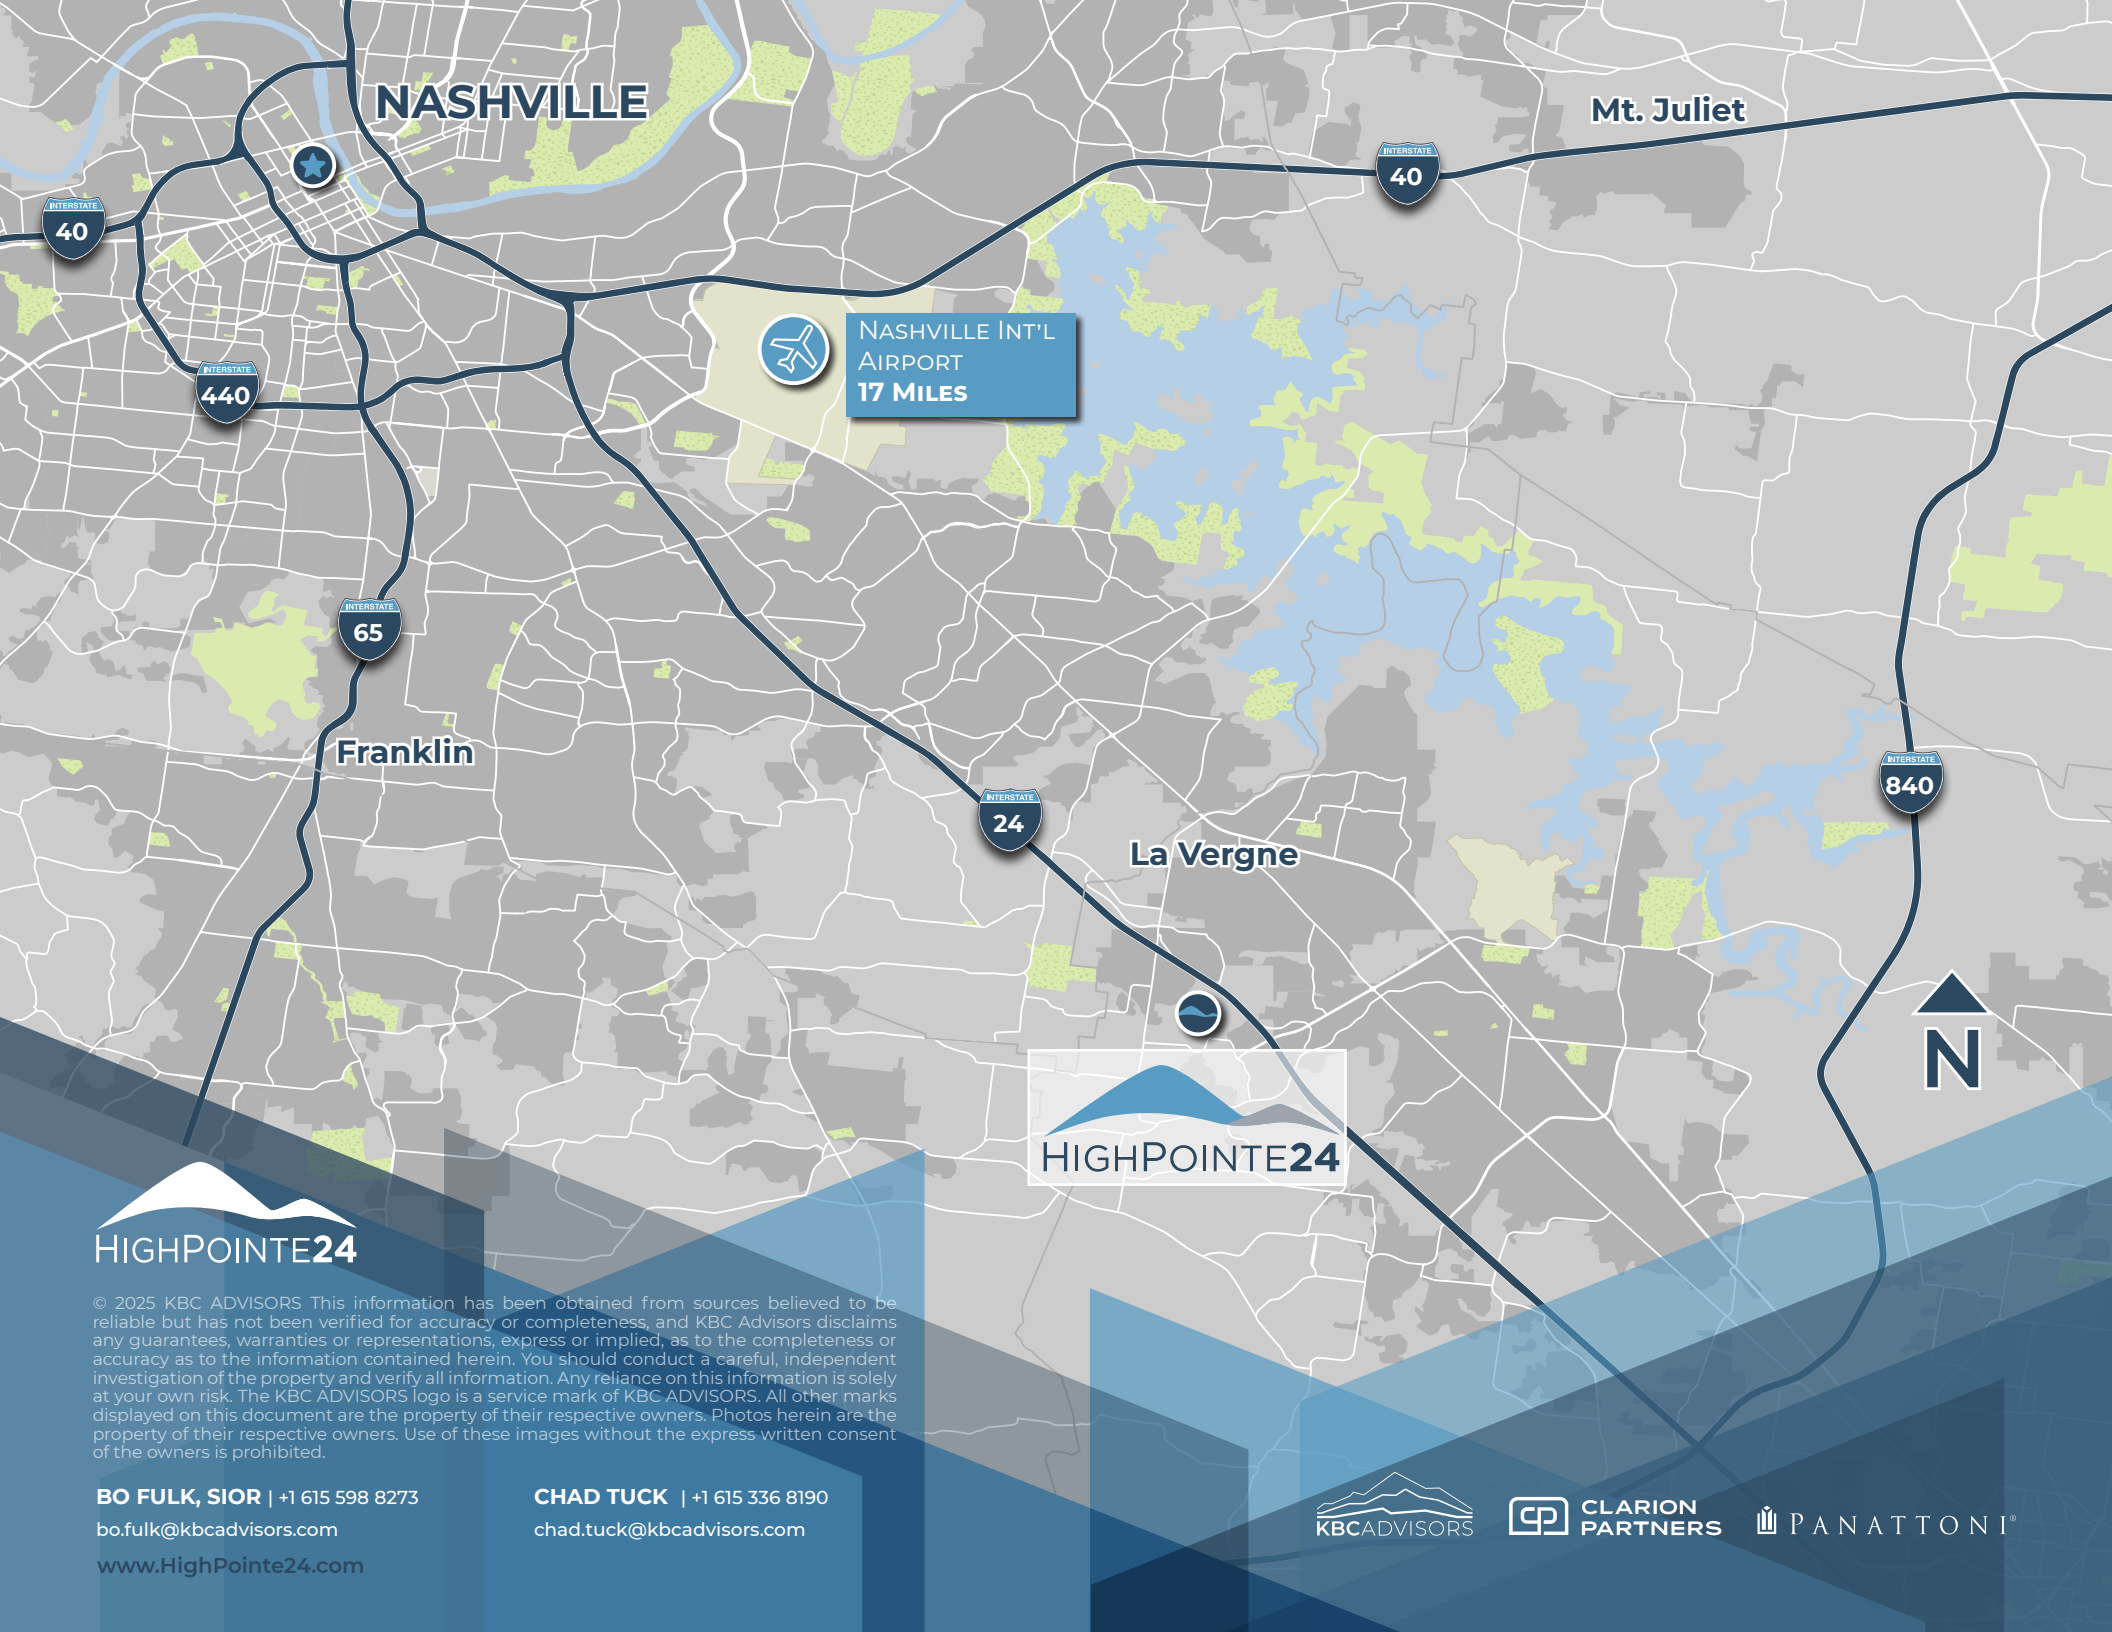 NASHVILLE
Mt. Juliet
INTERSTATE
40
INTERSTATE
40
NASHVILLE INT'L
AIRPORT
17 MILES
INTERSTATE
440
INTERSTATE
65
Franklin
INTERSTATE
24
INTERSTATE
840
La Vergne
N
HIGHPOINTE24
HIGHPOINTE24
© 2025 KBC ADVISORS This information has been obtained from sources believed to be
reliable but has not been verified for accuracy or completeness, and KBC Advisors disclaims
any guarantees, warranties or representations, express or implied, as to the completeness or
accuracy as to the information contained herein. You should conduct a careful, independent
investigation of the property and verify all information. Any reliance on this information is solely
at your own risk. The KBC ADVISORS logo is a service mark of KBC ADVISORS. All other marks
displayed on this document are the property of their respective owners. Photos herein are the
property of their respective owners. Use of these images without the express written consent
of the owners is prohibited.
BO FULK, SIOR | +1 615 598 8273
bo.fulk@kbcadvisors.com
www.HighPointe24.com
CHAD TUCK | +1 615 336 8190
chad.tuck@kbcadvisors.com
KBCADVISORS
CLARION
PARTNERS
PANATTONI®